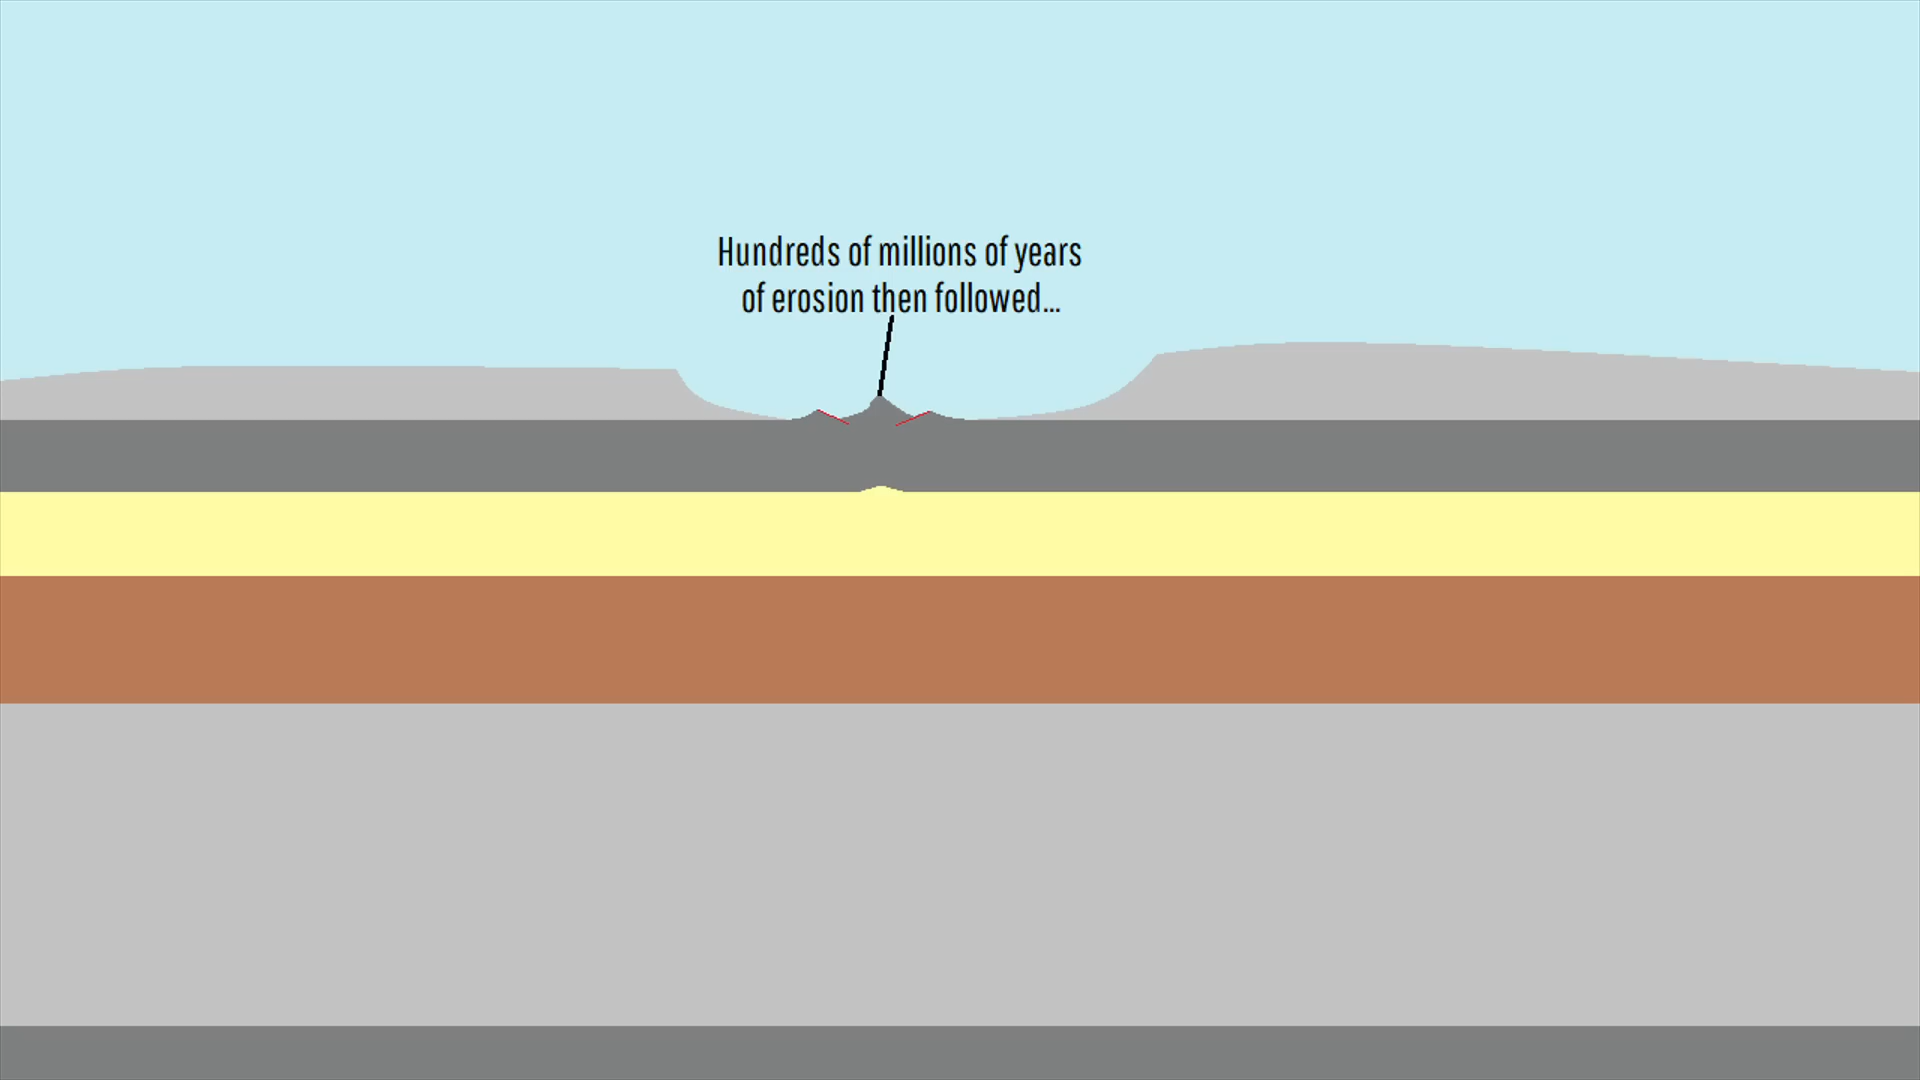 Hundreds of millions of years
of erosion then followed...